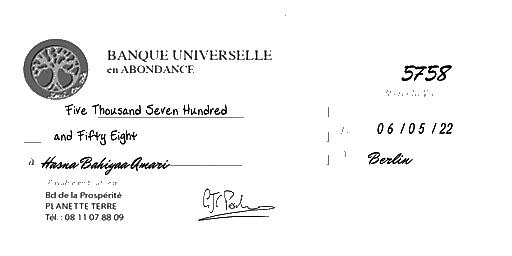 BANQUE UNIVERSELLE
en ABONDANCE
5758
Five Thousand Seven Hundred
and Fifty Eight
06/05/22
à Hasna Bahiyaa Amari
Berlin
Bd de la Prospérité
PLANETTE TERRE
Tél. : 08 11 07 88 09